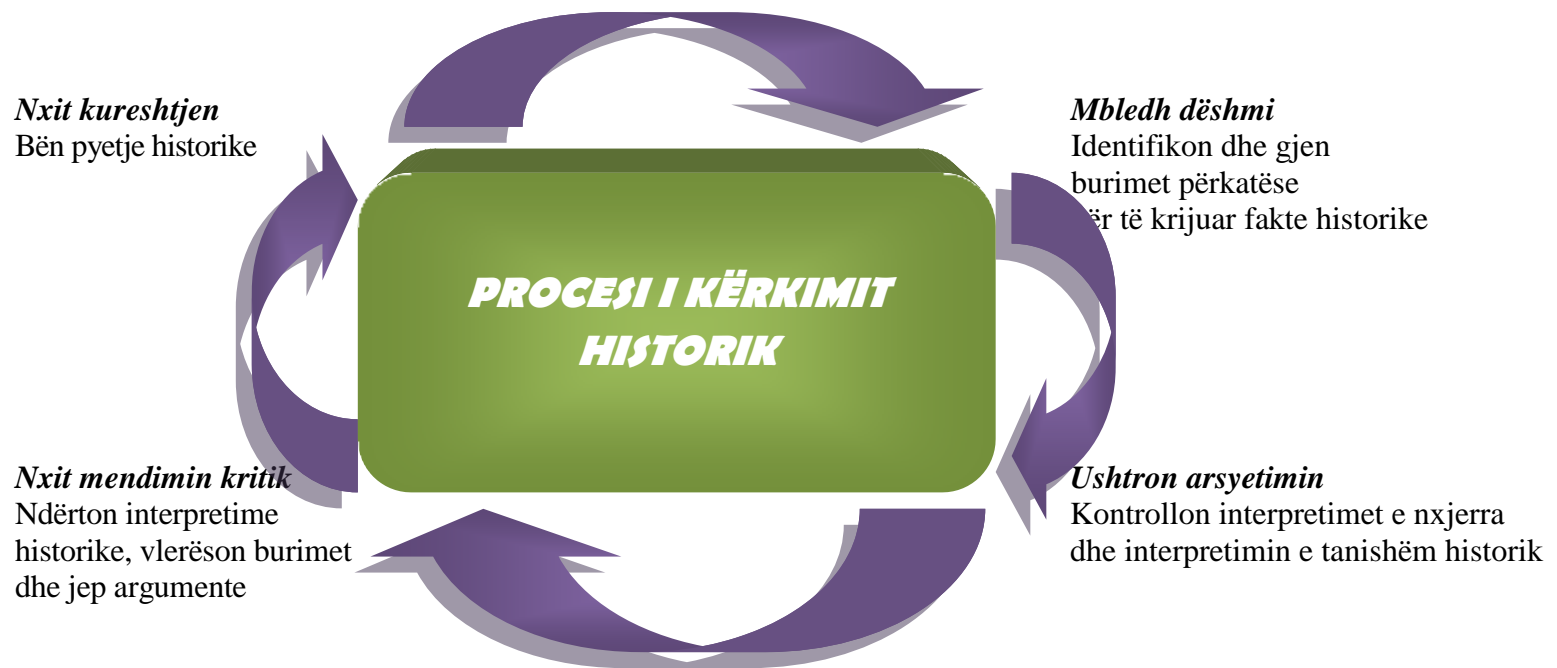 Nxit kureshtjen
Bën pyetje historike
Mbledh dëshmi
Identifikon dhe gjen
burimet përkatëse
për të krijuar fakte historike
PROCESI I KËRKIMIT
HISTORIK
Nxit mendimin kritik
Ndërton interpretime
historike, vlerëson burimet
dhe jep argumente
Ushtron arsyetimin
Kontrollon interpretimet e nxjerra
dhe interpretimin e tanishëm historik